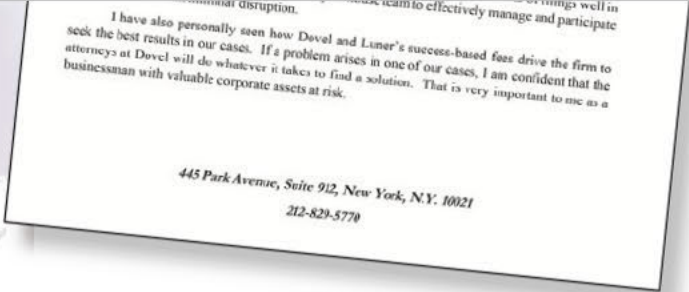 things well in
team to effectively manage and participate
disruption.
I have also personally seen how Dovel and Luner's success-based fees drive the firm to
seek the best results in our cases. If a problem arises in one of our cases, I am confident that the
attorneys at Dovel will do whatever it takes to find a solution. That is very important to me as a
businessman with valuable corporate assets at risk.
445 Park Avenue, Suite 912, New York, N.Y. 10021
212-829-5770